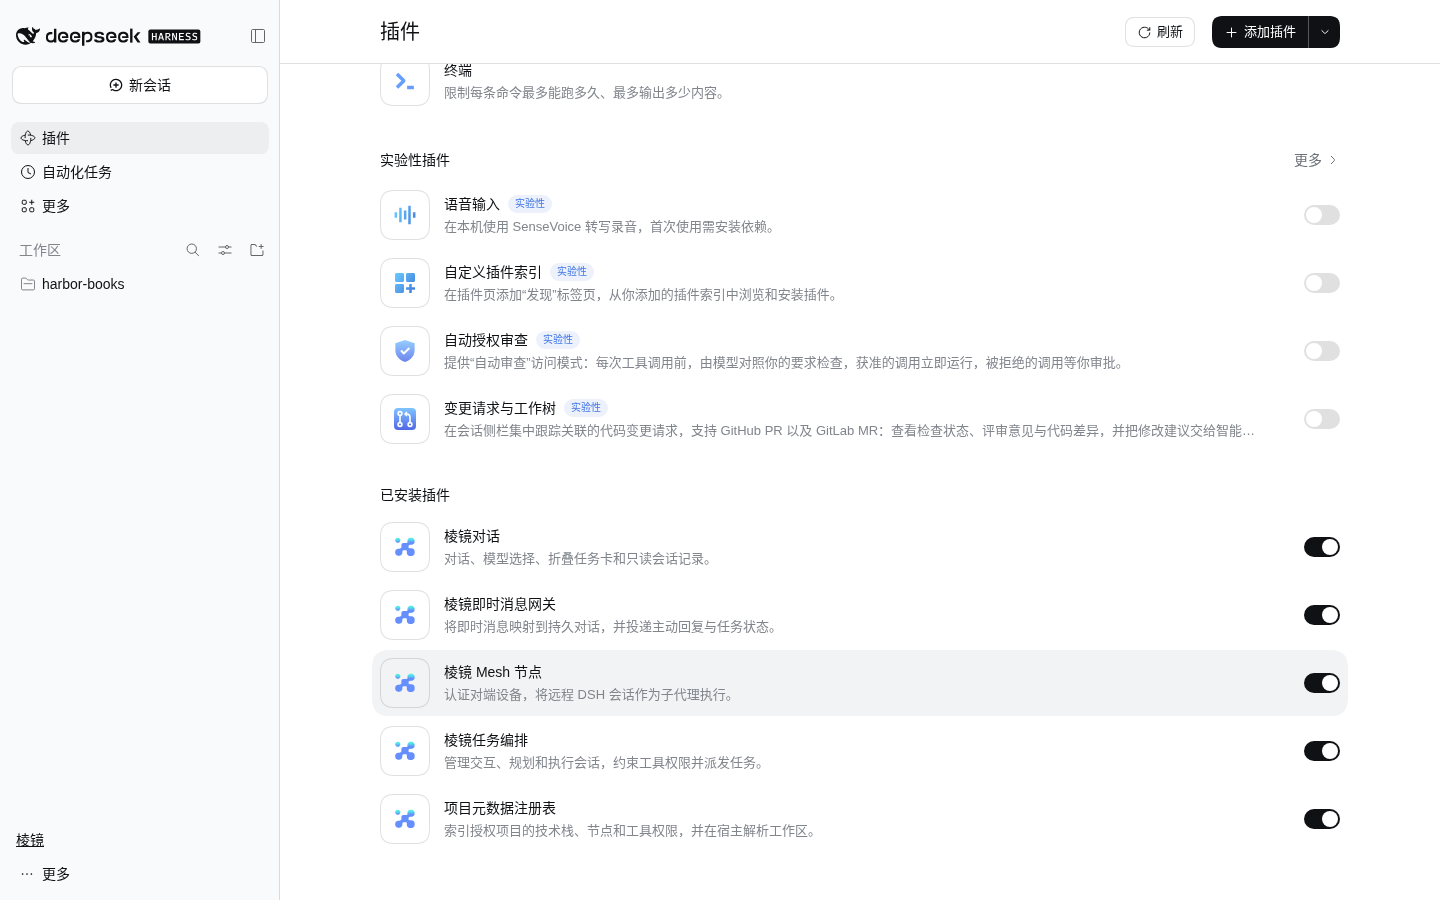 deepseek HARNESS
新会话
插件
自动化任务
更多
工作区
harbor-books
棱镜
更多
插件
刷新
添加插件
终端
限制每条命令最多能跑多久、最多输出多少内容。
实验性插件
更多
语音输入 实验性
在本机使用 SenseVoice 转写录音，首次使用需安装依赖。
自定义插件索引 实验性
在插件页添加“发现”标签页，从你添加的插件索引中浏览和安装插件。
自动授权审查 实验性
提供“自动审查”访问模式：每次工具调用前，由模型对照你的要求检查，获准的调用立即运行，被拒绝的调用等你审批。
变更请求与工作树 实验性
在会话侧栏集中跟踪关联的代码变更请求，支持 GitHub PR 以及 GitLab MR：查看检查状态、评审意见与代码差异，并把修改建议交给智能…
已安装插件
棱镜对话
对话、模型选择、折叠任务卡和只读会话记录。
棱镜即时消息网关
将即时消息映射到持久对话，并投递主动回复与任务状态。
棱镜 Mesh 节点
认证对端设备，将远程 DSH 会话作为子代理执行。
棱镜任务编排
管理交互、规划和执行会话，约束工具权限并派发任务。
项目元数据注册表
索引授权项目的技术栈、节点和工具权限，并在宿主解析工作区。